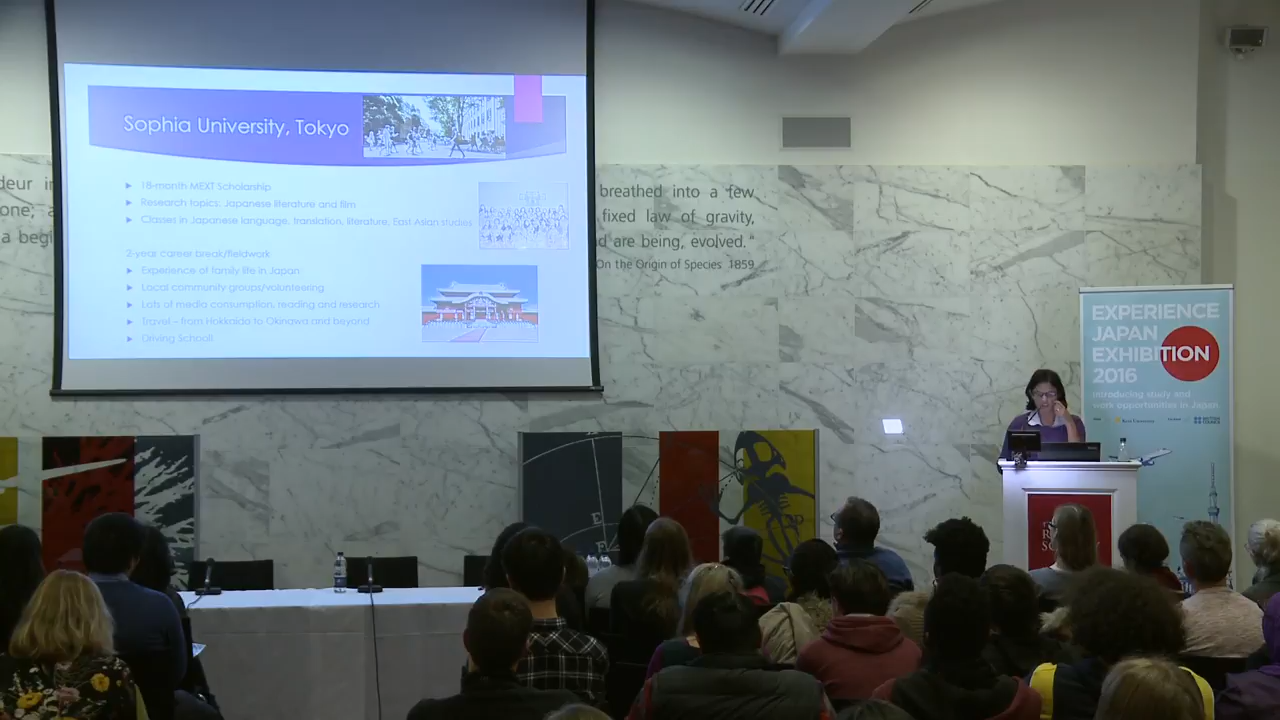 Sophia University, Tokyo
18-month MEXT Scholarship
Research topics: Japanese literature and film
Classes in Japanese language, translation, literature, East Asian studies
2-year career break/fieldwork
Experience of family life in Japan
Local community groups/volunteering
Lots of media consumption, reading and research
Travel – from Hokkaido to Okinawa and beyond
Driving School!
deur
one;
a begi
breathed into a few
fixed law of gravity,
d are being, evolved."
On the Origin of Species 1859
EXPERIENCE
JAPAN
EXHIBITION
2016
Introducing study and
work opportunities in Japan
E
F